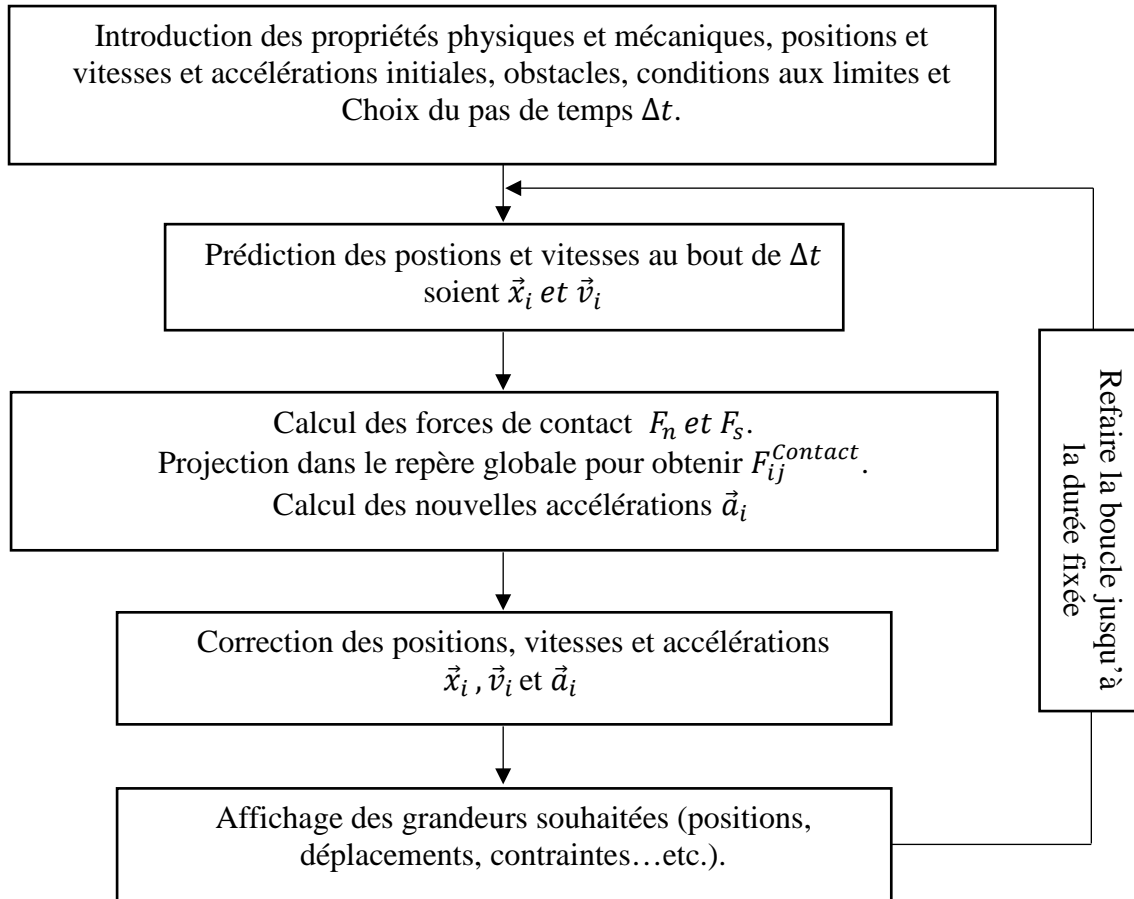 Introduction des propriétés physiques et mécaniques, positions et
vitesses et accélérations initiales, obstacles, conditions aux limites et
Choix du pas de temps Δt.
Prédiction des postions et vitesses au bout de Δt
soient x⃗ᵢ et v⃗ᵢ
Calcul des forces de contact Fₙ et Fₛ.
Projection dans le repère globale pour obtenir F_{ij}^{Contact}.
Calcul des nouvelles accélérations a⃗ᵢ
Correction des positions, vitesses et accélérations
x⃗ᵢ , v⃗ᵢ et a⃗ᵢ
Affichage des grandeurs souhaitées (positions,
déplacements, contraintes…etc.).
Refaire la boucle jusqu’à
la durée fixée